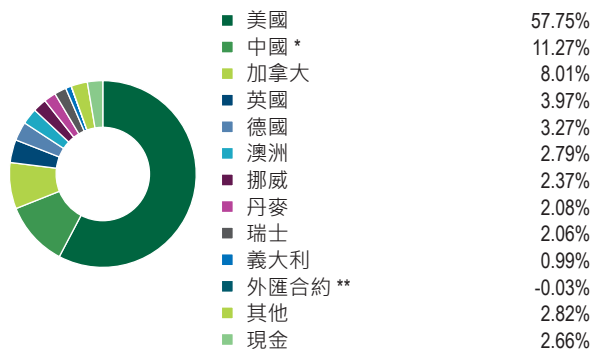 美國 57.75%
中國 * 11.27%
加拿大 8.01%
英國 3.97%
德國 3.27%
澳洲 2.79%
挪威 2.37%
丹麥 2.08%
瑞士 2.06%
義大利 0.99%
外匯合約 ** -0.03%
其他 2.82%
現金 2.66%